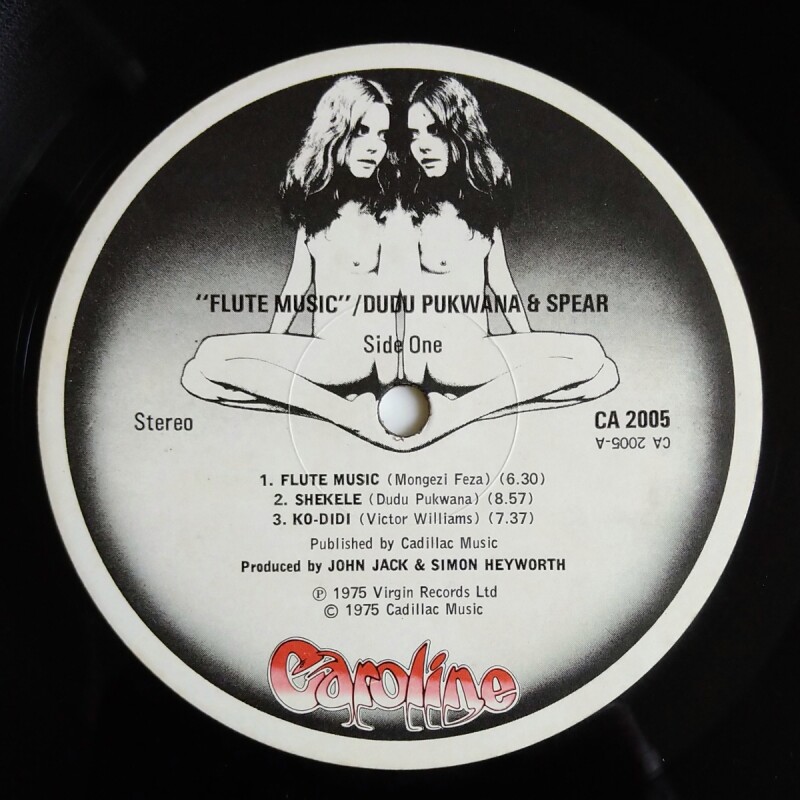 "FLUTE MUSIC"/DUDU PUKWANA & SPEAR
Side One
Stereo
CA 2005
CA 2005-A
1. FLUTE MUSIC (Mongezi Feza) (6.30)
2. SHEKELE (Dudu Pukwana) (8.57)
3. KO-DIDI (Victor Williams) (7.37)
Published by Cadillac Music
Produced by JOHN JACK & SIMON HEYWORTH
℗ 1975 Virgin Records Ltd
© 1975 Cadillac Music
Caroline